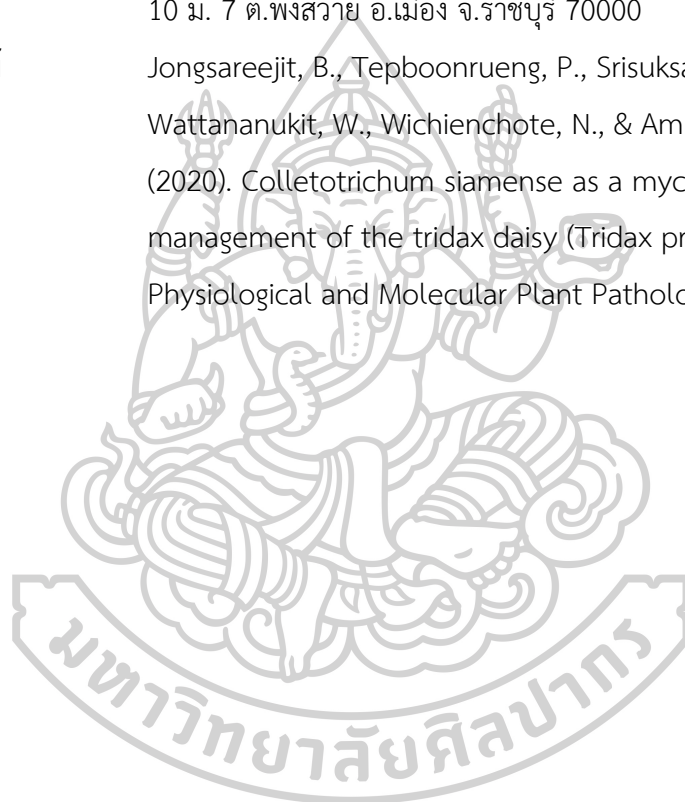 10 ม. 7 ต.พงสวาย อ.เมือง จ.ราชบุรี 70000
Jongsareejit, B., Tepboonrueng, P., Srisuksa
Wattananukit, W., Wichienchote, N., & Am
(2020). Colletotrichum siamense as a myc
management of the tridax daisy (Tridax pr
Physiological and Molecular Plant Patholo
มหาวิทยาลัยศิลปากร